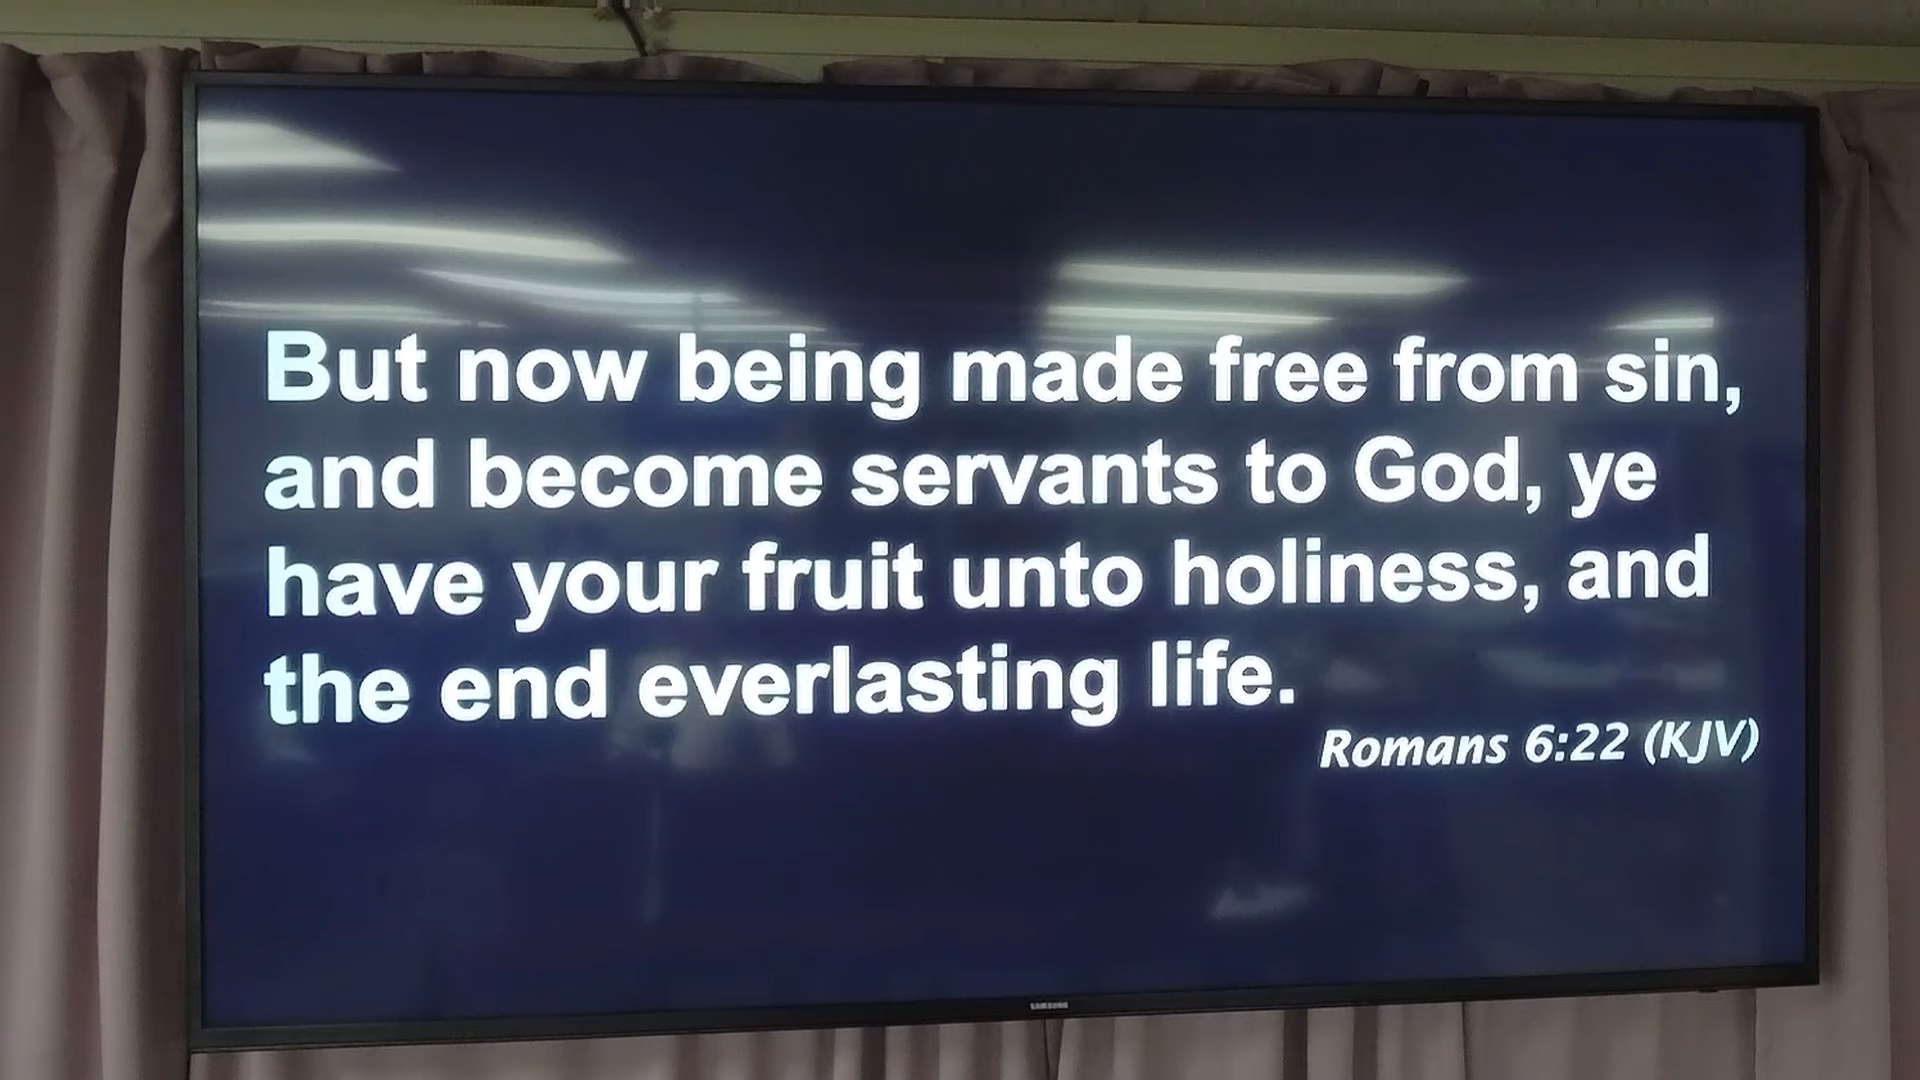 But now being made free from sin,
and become servants to God, ye
have your fruit unto holiness, and
the end everlasting life.
Romans 6:22 (KJV)
SAMSUNG